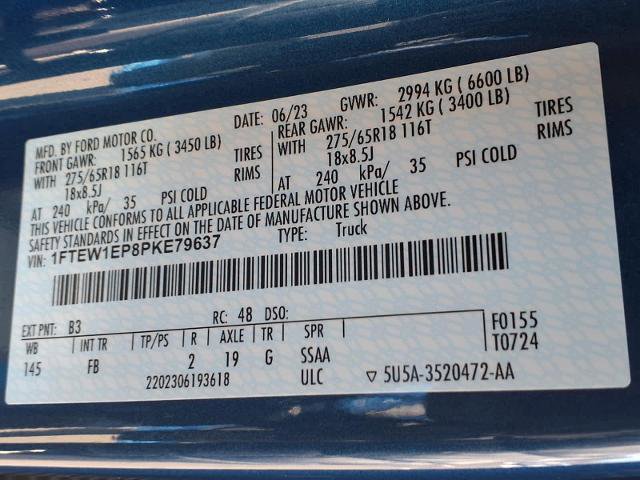 MFD. BY FORD MOTOR CO. DATE: 06/23 GVWR: 2994 KG ( 6600 LB)
FRONT GAWR: 1565 KG ( 3450 LB) REAR GAWR: 1542 KG ( 3400 LB)
WITH 275/65R18 116T TIRES WITH 275/65R18 116T TIRES
18x8.5J RIMS 18x8.5J RIMS
AT 240 kPa/ 35 PSI COLD AT 240 kPa/ 35 PSI COLD
THIS VEHICLE CONFORMS TO ALL APPLICABLE FEDERAL MOTOR VEHICLE
SAFETY STANDARDS IN EFFECT ON THE DATE OF MANUFACTURE SHOWN ABOVE.
VIN: 1FTEW1EP8PKE79637 TYPE: Truck
EXT PNT: B3 RC: 48 DSO:
WB INT TR TP/PS R AXLE TR SPR F0155
145 FB 2 19 G SSAA T0724
2202306193618 ULC ▽ 5U5A-3520472-AA